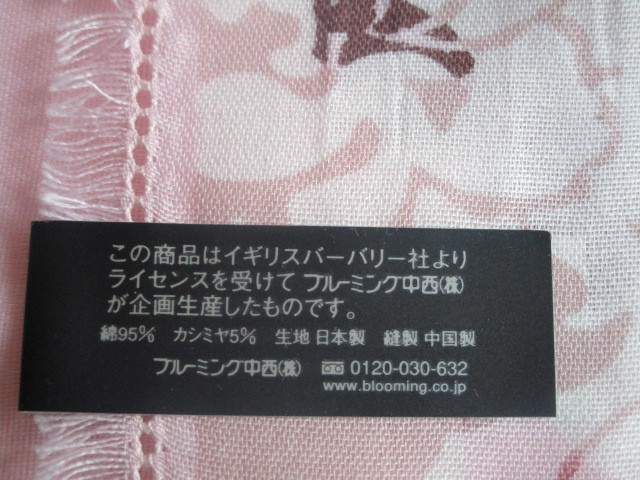 この商品はイギリスバーバリー社より
ライセンスを受けて ブルーミング中西(株)
が企画生産したものです。
綿95% カシミヤ5% 生地 日本製 縫製 中国製
ブルーミング中西(株) 0120-030-632
www.blooming.co.jp